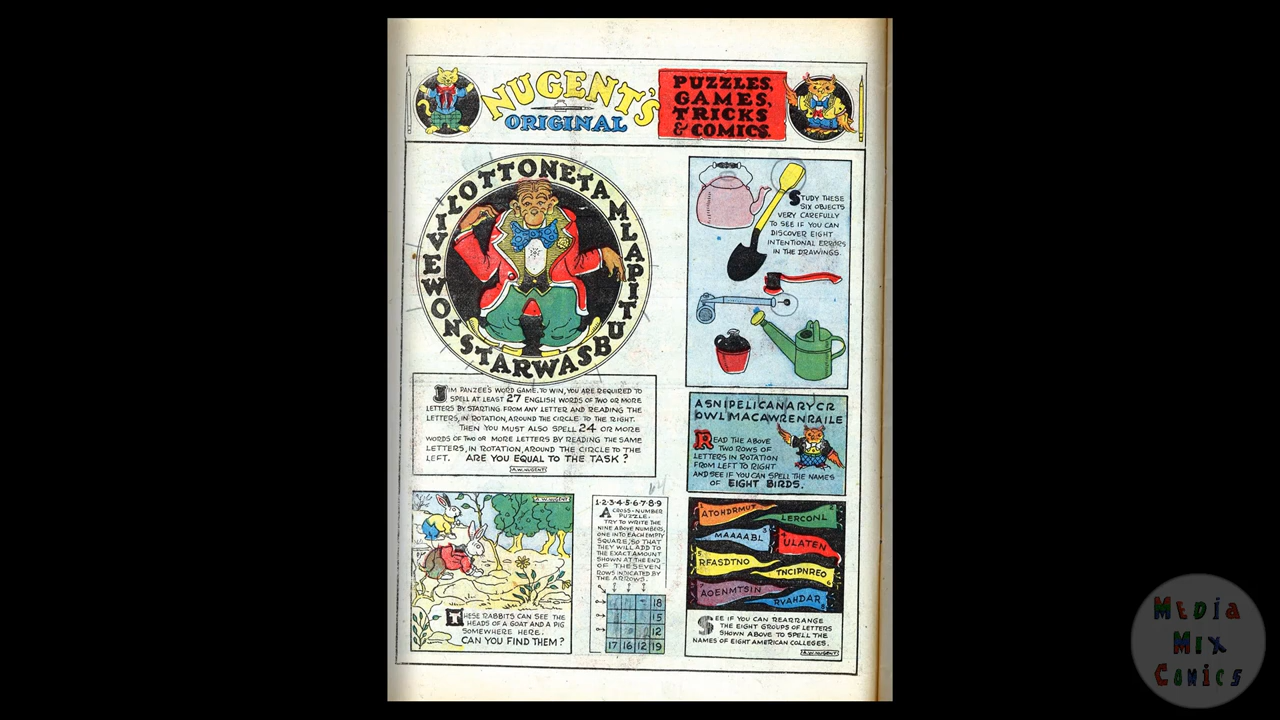 NUGENT'S
ORIGINAL
PUZZLES,
GAMES,
TRICKS
& COMICS.
LIVEWONSTARWASBUTIPALMATENOTTO
JIM PANZEE'S WORD GAME. TO WIN, YOU ARE REQUIRED TO
SPELL AT LEAST 27 ENGLISH WORDS OF TWO OR MORE
LETTERS BY STARTING FROM ANY LETTER AND READING THE
LETTERS, IN ROTATION, AROUND THE CIRCLE TO THE RIGHT.
THEN YOU MUST ALSO SPELL 24 OR MORE
WORDS OF TWO OR MORE LETTERS BY READING THE SAME
LETTERS, IN ROTATION, AROUND THE CIRCLE TO THE
LEFT. ARE YOU EQUAL TO THE TASK?
A.W. NUGENT
STUDY THESE
SIX OBJECTS
VERY CAREFULLY
TO SEE IF YOU CAN
DISCOVER EIGHT
INTENTIONAL ERRORS
IN THE DRAWINGS.
ASNIPELICANARYCR
OWLMACAWRENRAILE
READ THE ABOVE
TWO ROWS OF
LETTERS IN ROTATION
FROM LEFT TO RIGHT
AND SEE IF YOU CAN SPELL THE NAMES
OF EIGHT BIRDS.
A.W. NUGENT
THESE RABBITS CAN SEE THE
HEADS OF A GOAT AND A PIG
SOMEWHERE HERE.
CAN YOU FIND THEM?
64
1-2-3-4-5-6-7-8-9
A CROSS-NUMBER
PUZZLE.
TRY TO WRITE THE
NINE ABOVE NUMBERS,
ONE INTO EACH EMPTY
SQUARE, SO THAT
THEY WILL ADD TO
THE EXACT AMOUNT
SHOWN AT THE END
OF THE SEVEN
ROWS INDICATED BY
THE ARROWS.
18
15
12
17 16 12 19
ATOHDRMUT
LERCONL
MAAAABL
ULATEN
RFASDTNO
TNCIPNREO
AOENMTSIN
RVAHDAR
SEE IF YOU CAN REARRANGE
THE EIGHT GROUPS OF LETTERS
SHOWN ABOVE TO SPELL THE
NAMES OF EIGHT AMERICAN COLLEGES.
A.W. NUGENT
MEDIA
MIX
COMICS